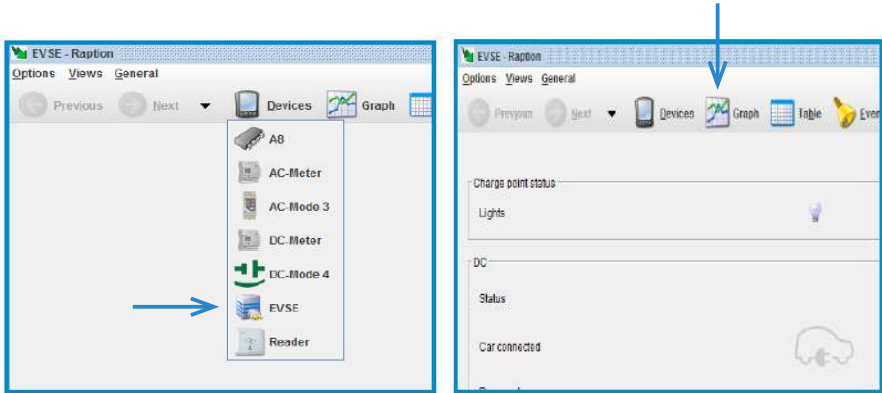 EVSE - Raption
Options Views General
Previous Next Devices Graph
A8
AC-Meter
AC-Mode 3
DC-Meter
DC-Mode 4
EVSE
Reader
EVSE - Raption
Options Views General
Previous Next Devices Graph Table Even
Charge point status
Lights
DC
Status
Car connected